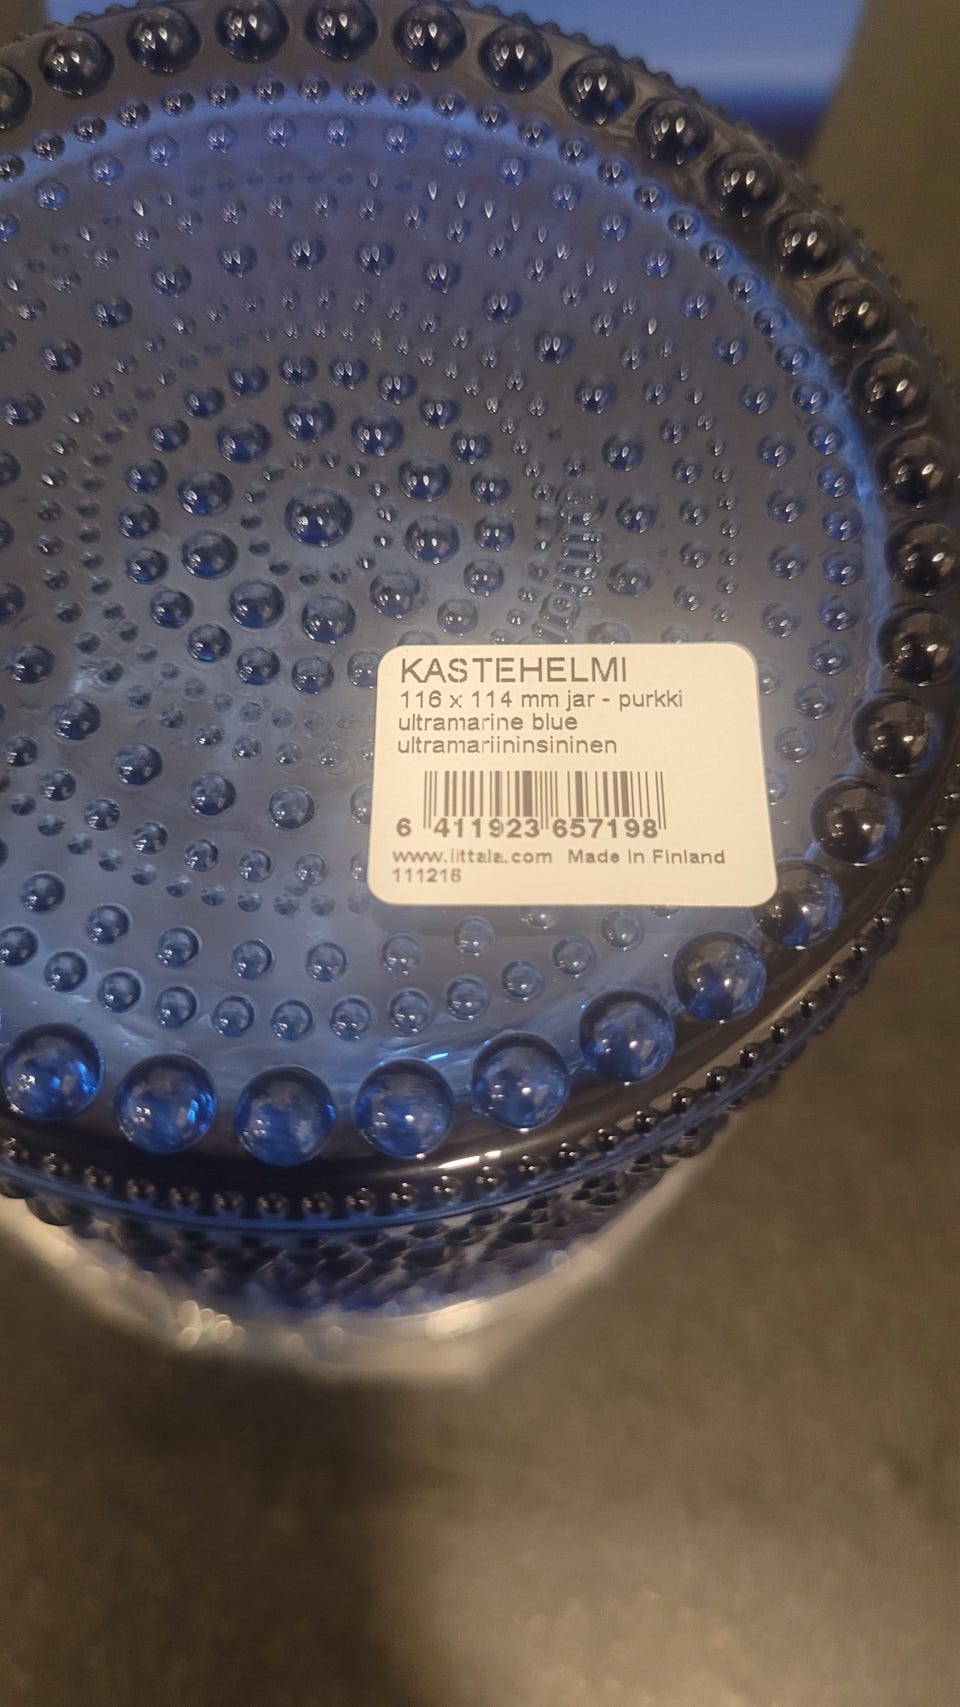 KASTEHELMI
116 x 114 mm jar - purkki
ultramarine blue
ultramariininsininen
6 411923 657198
www.iittala.com Made in Finland
111216